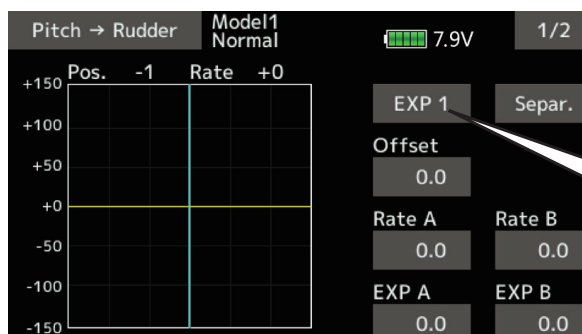 Pitch → Rudder Model1 7.9V 1/2
Normal
Pos. -1 Rate +0
+150
EXP 1 Separ.
+100
Offset
+50
0.0
+0
Rate A Rate B
-50
0.0 0.0
-100
EXP A EXP B
-150
0.0 0.0